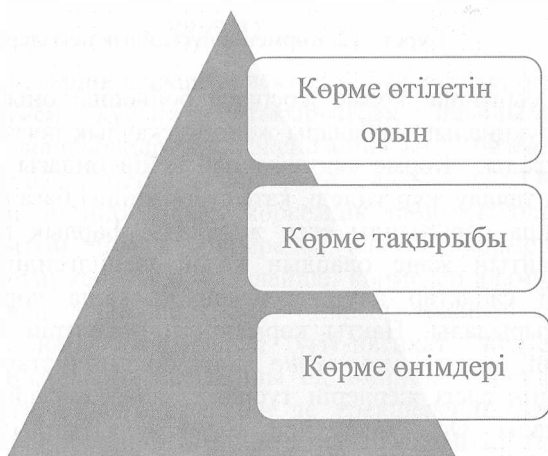 Көрме өтілетін
орын
Көрме тақырыбы
Көрме өнімдері